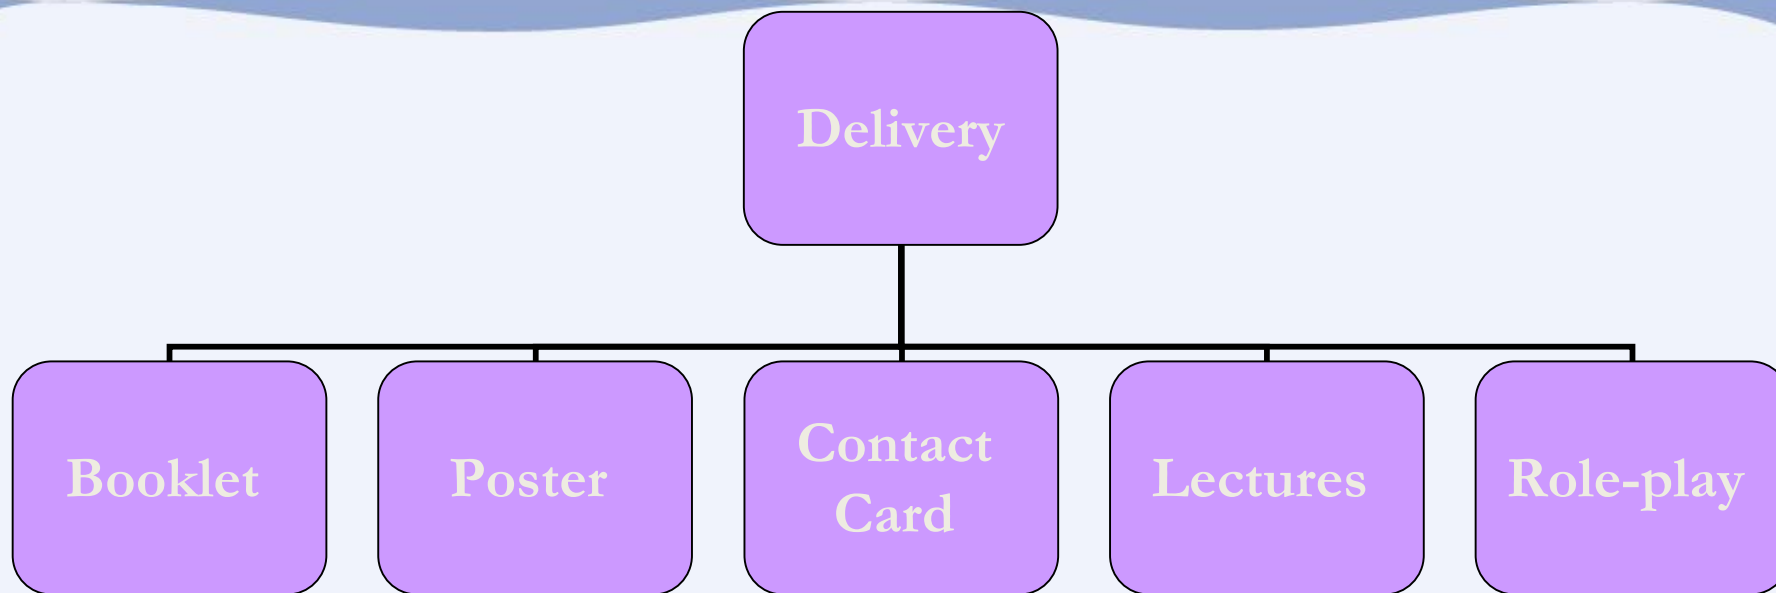 Delivery
Booklet
Poster
Contact
Card
Lectures
Role-play